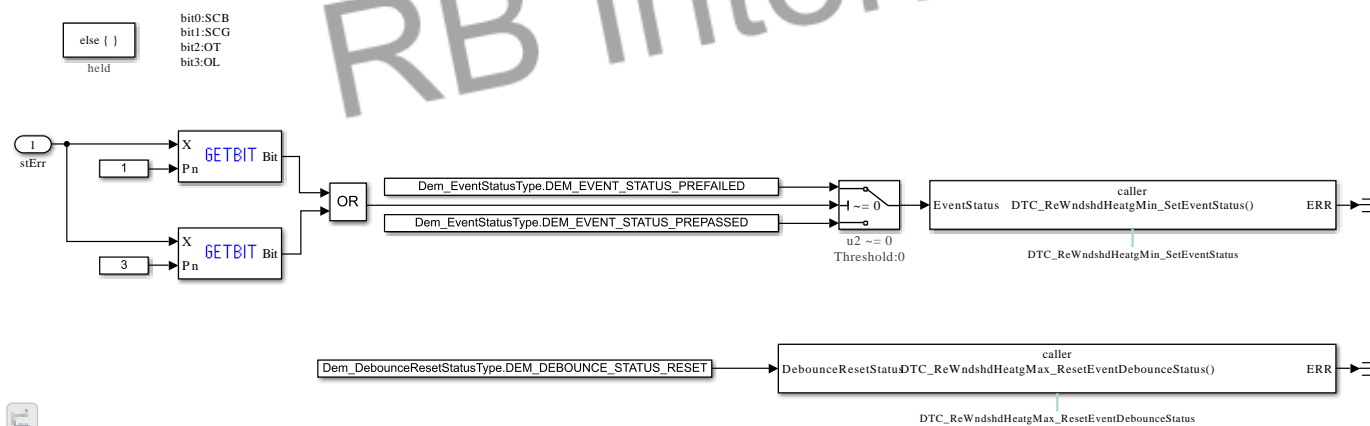 RB Inter
else { }
held
bit0:SCB
bit1:SCG
bit2:OT
bit3:OL
1
stErr
X
GETBIT Bit
1
Pn
OR
Dem_EventStatusType.DEM_EVENT_STATUS_PREFAILED
Dem_EventStatusType.DEM_EVENT_STATUS_PREPASSED
~= 0
u2 ~= 0
Threshold:0
caller
EventStatus DTC_ReWndshdHeatgMin_SetEventStatus() ERR
DTC_ReWndshdHeatgMin_SetEventStatus
X
GETBIT Bit
3
Pn
Dem_DebounceResetStatusType.DEM_DEBOUNCE_STATUS_RESET
caller
DebounceResetStatusDTC_ReWndshdHeatgMax_ResetEventDebounceStatus() ERR
DTC_ReWndshdHeatgMax_ResetEventDebounceStatus